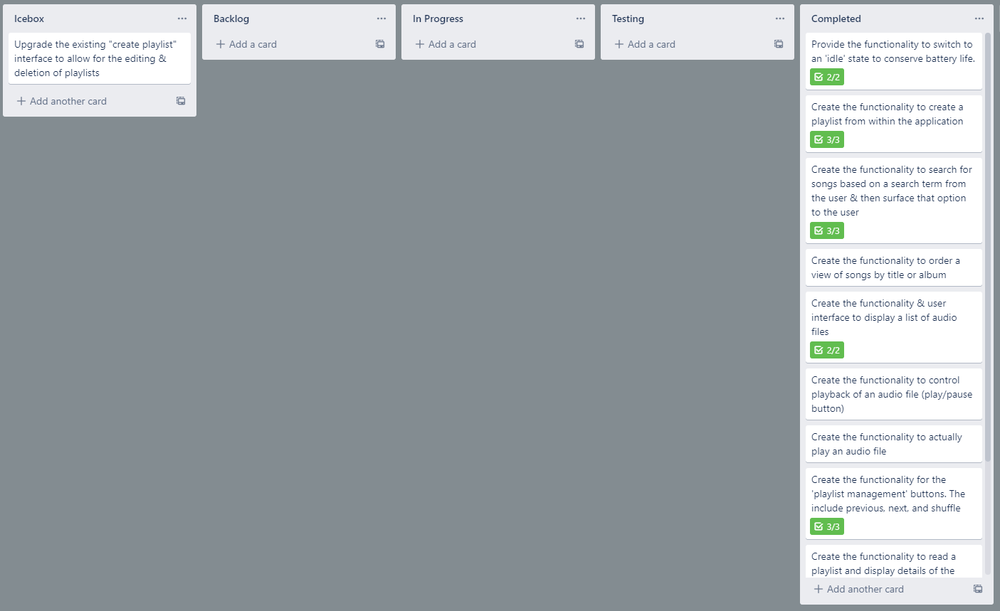 Icebox
Upgrade the existing "create playlist"
interface to allow for the editing &
deletion of playlists
Add another card
Backlog
Add a card
In Progress
Add a card
Testing
Add a card
Completed
Provide the functionality to switch to
an 'idle' state to conserve battery life.
2/2
Create the functionality to create a
playlist from within the application
3/3
Create the functionality to search for
songs based on a search term from
the user & then surface that option
to the user
3/3
Create the functionality to order a
view of songs by title or album
Create the functionality & user
interface to display a list of audio
files
2/2
Create the functionality to control
playback of an audio file (play/pause
button)
Create the functionality to actually
play an audio file
Create the functionality for the
'playlist management' buttons. The
include previous, next, and shuffle
3/3
Create the functionality to read a
playlist and display details of the
Add another card